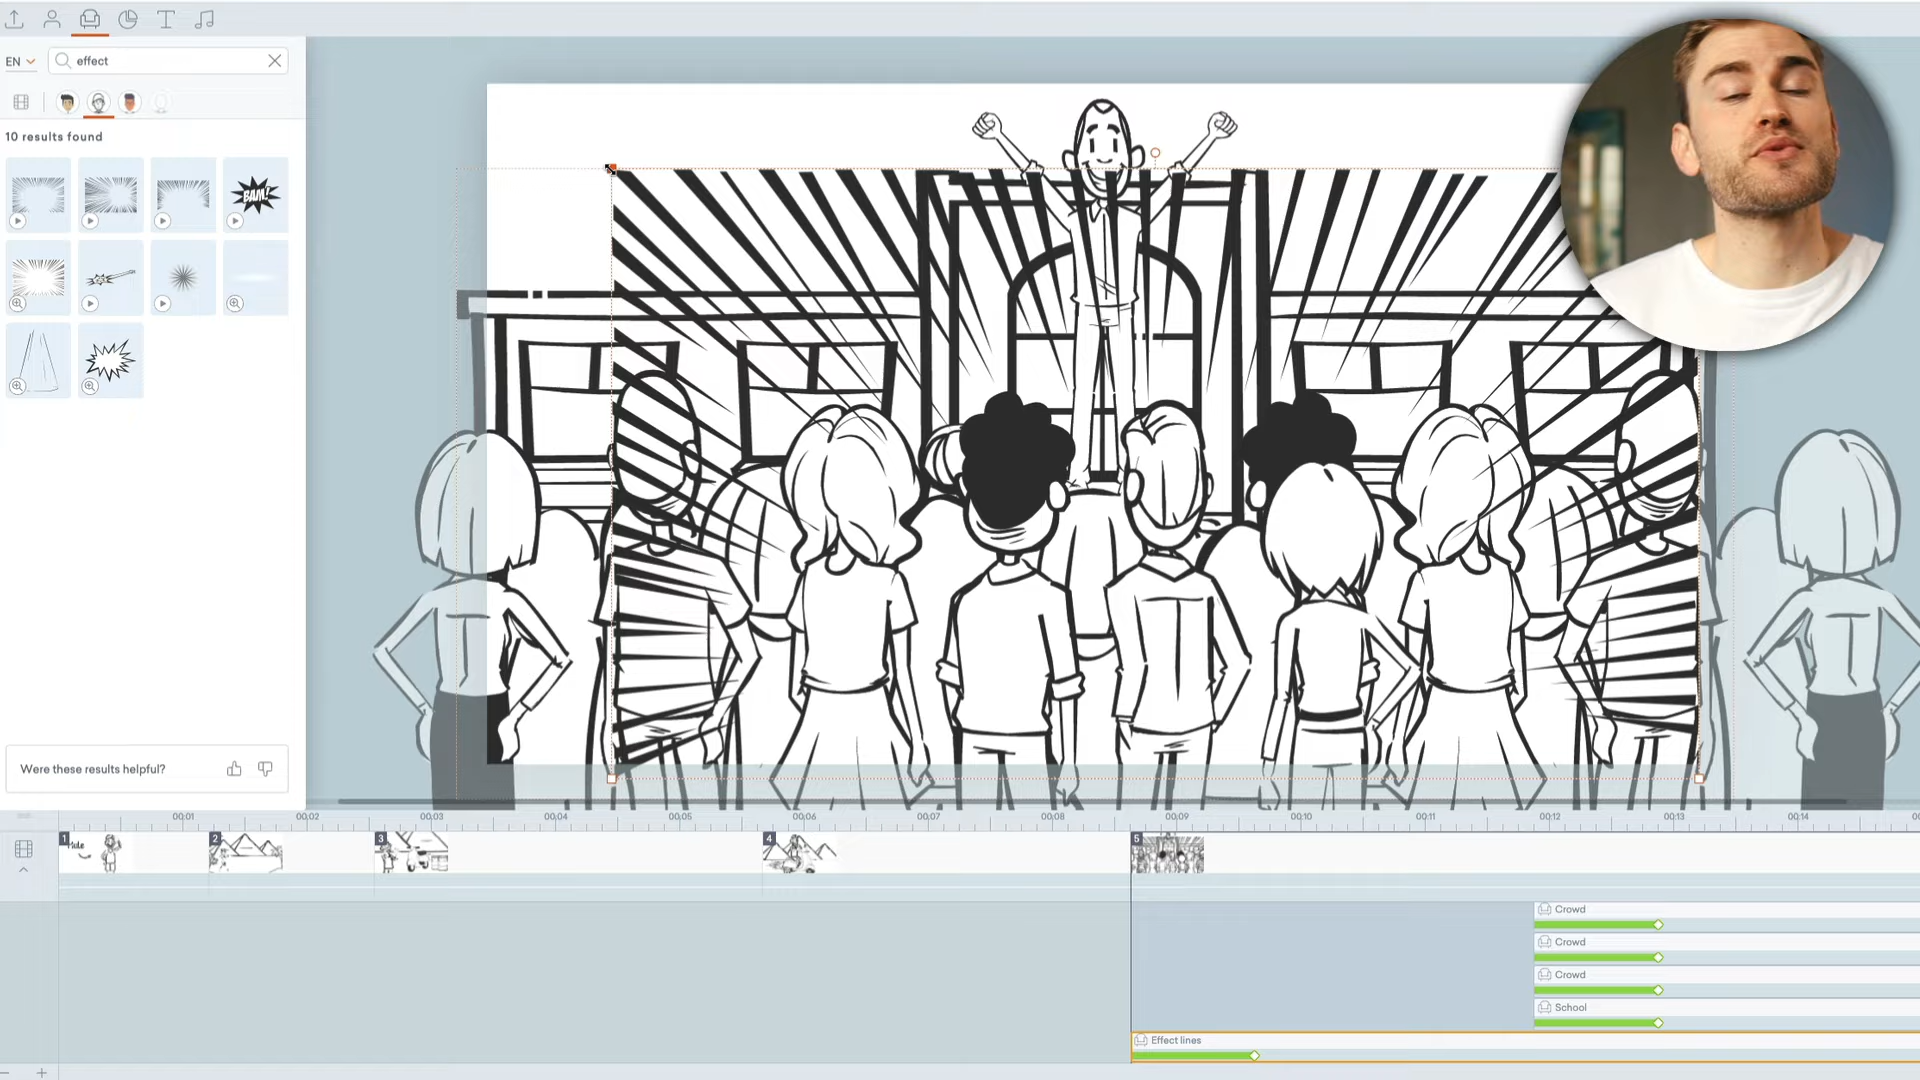 EN
effect
10 results found
BAM!
Were these results helpful?
00:01
00:02
00:03
00:04
00:05
00:06
00:07
00:08
00:09
00:10
00:11
00:12
00:13
00:14
1
2
3
4
5
Crowd
Crowd
Crowd
School
Effect lines